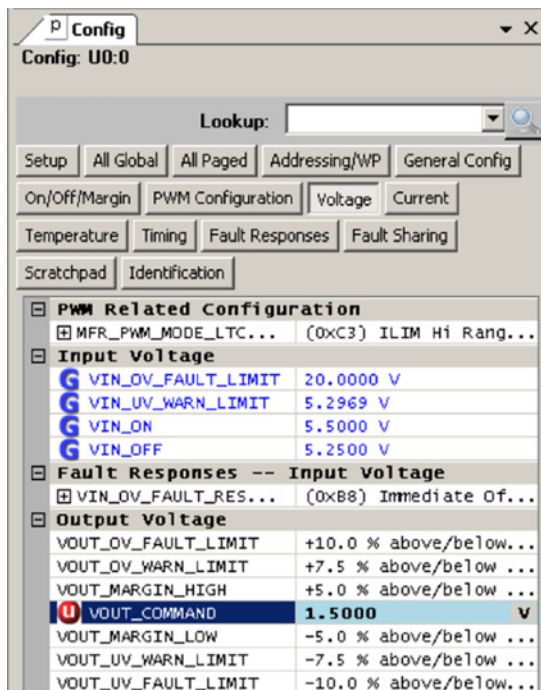 p Config
Config: U0:0
Lookup:
Setup All Global All Paged Addressing/WP General Config
On/Off/Margin PWM Configuration Voltage Current
Temperature Timing Fault Responses Fault Sharing
Scratchpad Identification
PWM Related Configuration
MFR_PWM_MODE_LTC... (0xC3) ILIM Hi Rang...
Input Voltage
G VIN_OV_FAULT_LIMIT 20.0000 V
G VIN_UV_WARN_LIMIT 5.2969 V
G VIN_ON 5.5000 V
G VIN_OFF 5.2500 V
Fault Responses -- Input Voltage
VIN_OV_FAULT_RES... (0xB8) Immediate Of...
Output Voltage
VOUT_OV_FAULT_LIMIT +10.0 % above/below...
VOUT_OV_WARN_LIMIT +7.5 % above/below ...
VOUT_MARGIN_HIGH +5.0 % above/below ...
U VOUT_COMMAND 1.5000 V
VOUT_MARGIN_LOW -5.0 % above/below ...
VOUT_UV_WARN_LIMIT -7.5 % above/below ...
VOUT_UV_FAULT_LIMIT -10.0 % above/below...